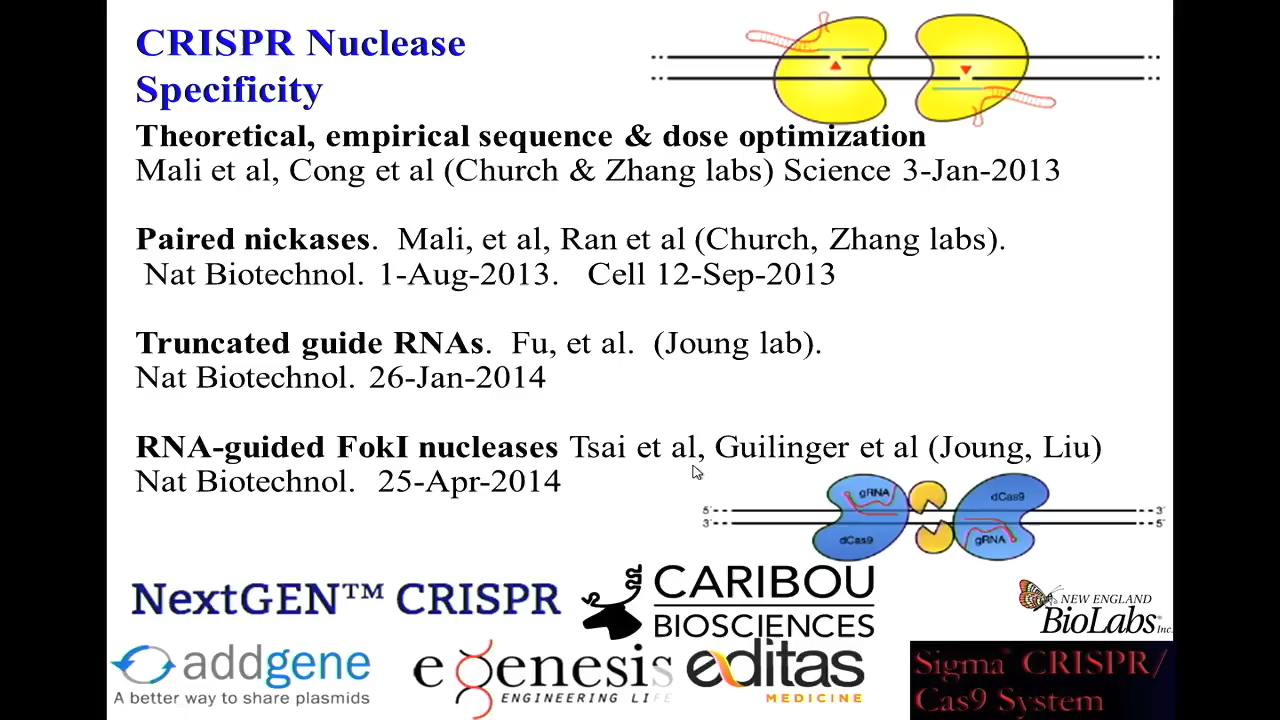 CRISPR Nuclease
Specificity
Theoretical, empirical sequence & dose optimization
Mali et al, Cong et al (Church & Zhang labs) Science 3-Jan-2013
Paired nickases. Mali, et al, Ran et al (Church, Zhang labs).
Nat Biotechnol. 1-Aug-2013. Cell 12-Sep-2013
Truncated guide RNAs. Fu, et al. (Joung lab).
Nat Biotechnol. 26-Jan-2014
RNA-guided FokI nucleases Tsai et al, Guilinger et al (Joung, Liu)
Nat Biotechnol. 25-Apr-2014
gRNA dCas9
5' 3'
3' 5'
dCas9 gRNA
NextGEN™ CRISPR
CARIBOU
BIOSCIENCES
NEW ENGLAND
BioLabs® Inc.
addgene
A better way to share plasmids
egenesis
ENGINEERING LIFE
editas
MEDICINE
Sigma® CRISPR/
Cas9 System